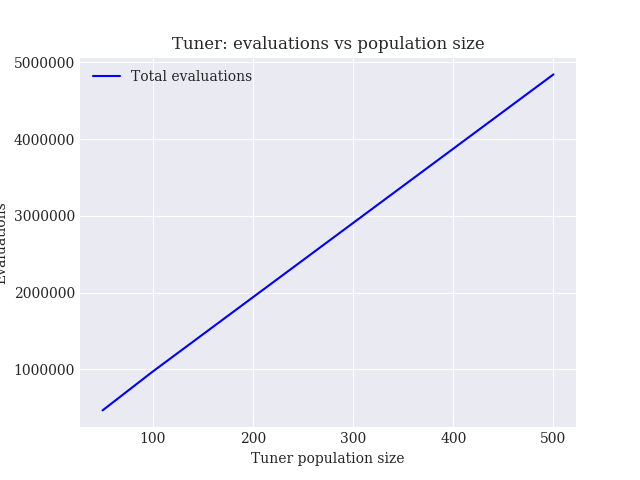 Tuner: evaluations vs population size
Total evaluations
5000000
4000000
3000000
2000000
1000000
Evaluations
100 200 300 400 500
Tuner population size